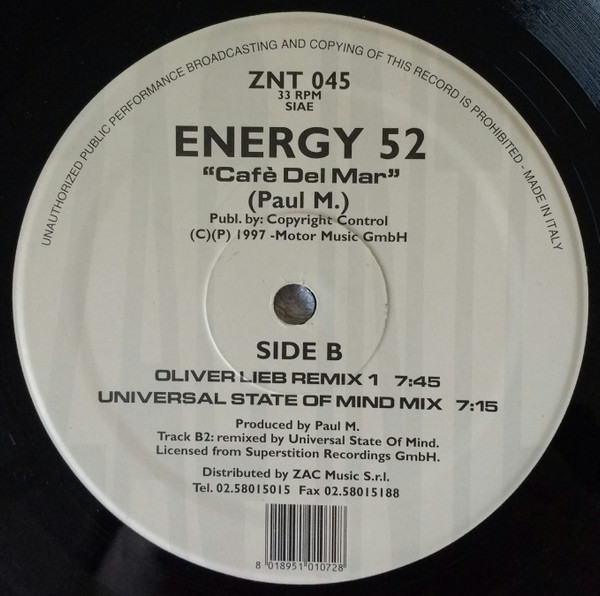 UNAUTHORIZED PUBLIC PERFORMANCE BROADCASTING AND COPYING OF THIS RECORD IS PROHIBITED - MADE IN ITALY
ZNT 045
33 RPM
SIAE
ENERGY 52
"Cafè Del Mar"
(Paul M.)
Publ. by: Copyright Control
(C)(P) 1997 -Motor Music GmbH
SIDE B
OLIVER LIEB REMIX 1 7:45
UNIVERSAL STATE OF MIND MIX 7:15
Produced by Paul M.
Track B2: remixed by Universal State Of Mind.
Licensed from Superstition Recordings GmbH.
Distributed by ZAC Music S.r.l.
Tel. 02.58015015 Fax 02.58015188
8 018951 010728